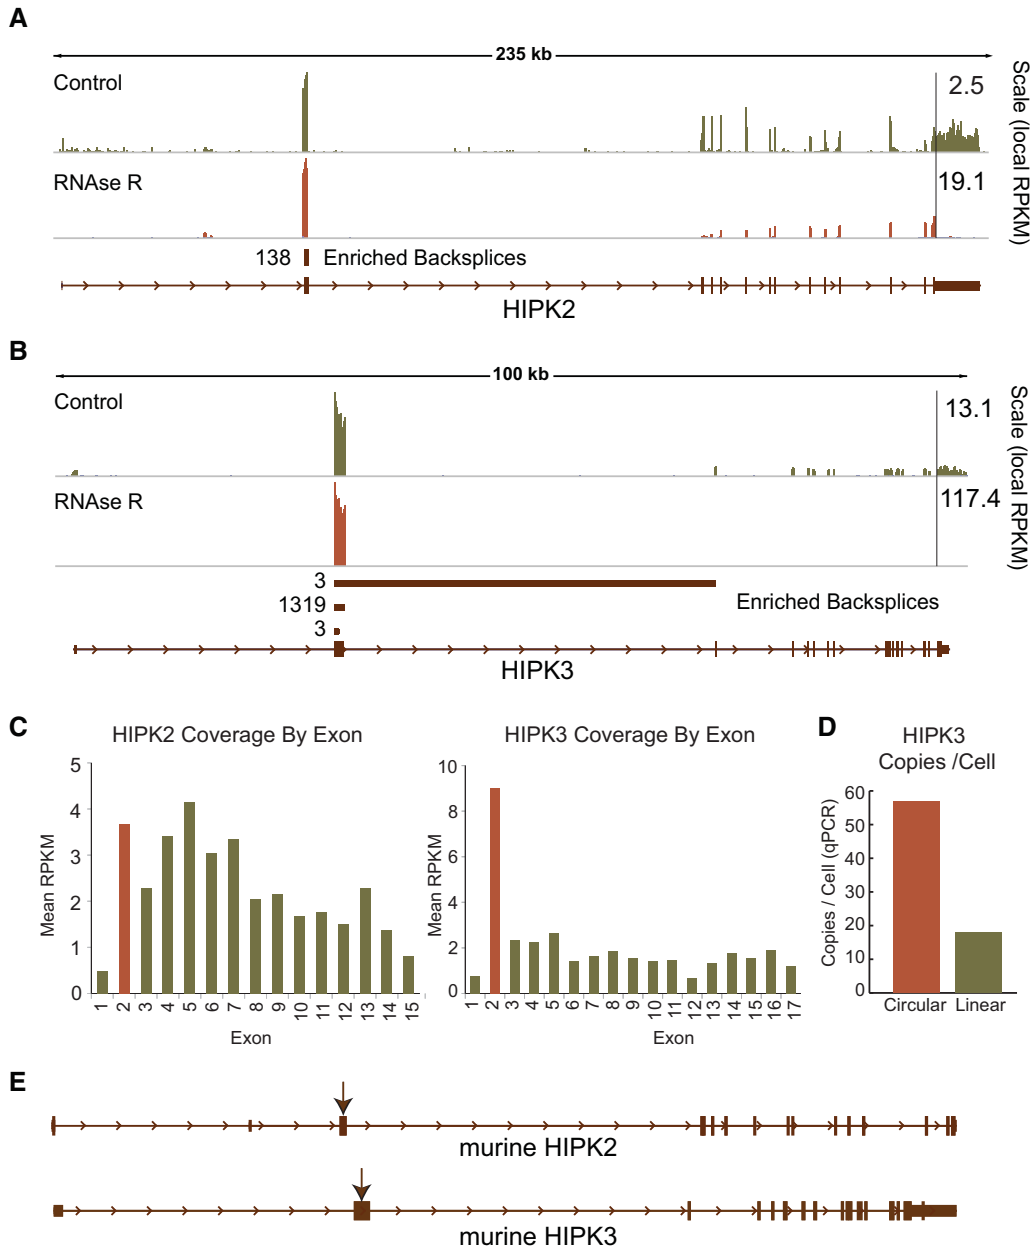 A
235 kb
Control
2.5
RNAse R
19.1
Scale (local RPKM)
138 Enriched Backsplices
HIPK2
B
100 kb
Control
13.1
RNAse R
117.4
Scale (local RPKM)
3
1319
Enriched Backsplices
3
HIPK3
C
HIPK2 Coverage By Exon
Mean RPKM
5
4
3
2
1
0
1 2 3 4 5 6 7 8 9 10 11 12 13 14 15
Exon
HIPK3 Coverage By Exon
Mean RPKM
10
8
6
4
2
0
1 2 3 4 5 6 7 8 9 10 11 12 13 14 15 16 17
Exon
D
HIPK3
Copies /Cell
Copies / Cell (qPCR)
60
50
40
30
20
10
0
Circular Linear
E
murine HIPK2
murine HIPK3